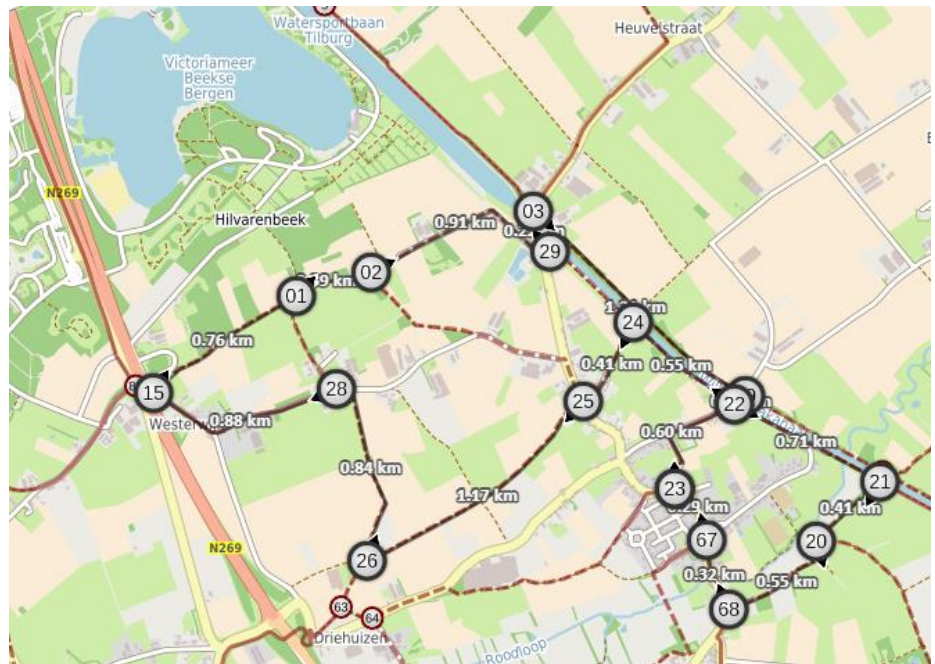 Watersportbaan
Tilburg
Heuvelstraat
Victoriameer
Beekse
Bergen
N269
Hilvarenbeek
03
0.91 km
29
02
01
24
0.76 km
0.41 km
0.55 km
15
28
25
22
Westerw
0.88 km
0.60 km
0.71 km
0.84 km
21
23
1.17 km
0.41 km
67
20
N269
26
0.32 km
0.55 km
68
63
64
Driehuizen
Roodloop